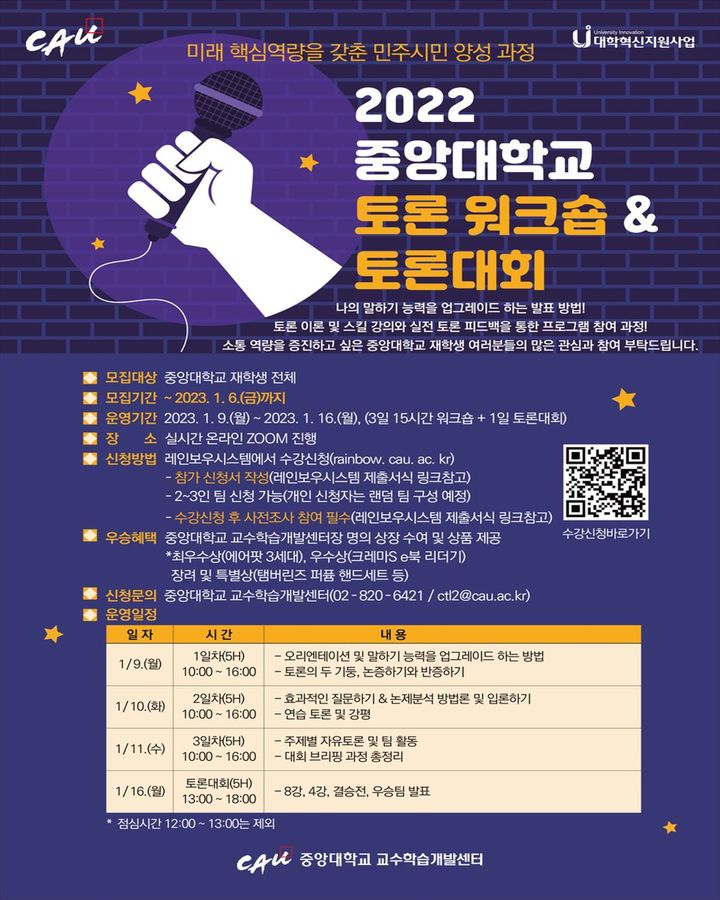 CAU
University Innovation
대학혁신지원사업
미래 핵심역량을 갖춘 민주시민 양성 과정
2022
중앙대학교
토론 워크숍 &
토론대회
나의 말하기 능력을 업그레이드 하는 발표 방법!
토론 이론 및 스킬 강의와 실전 토론 피드백을 통한 프로그램 참여 과정!
소통 역량을 증진하고 싶은 중앙대학교 재학생 여러분들의 많은 관심과 참여 부탁드립니다.
모집대상 중앙대학교 재학생 전체
모집기간 ~ 2023. 1. 6.(금)까지
운영기간 2023. 1. 9.(월) ~ 2023. 1. 16.(월), (3일 15시간 워크숍 + 1일 토론대회)
장 소 실시간 온라인 ZOOM 진행
신청방법 레인보우시스템에서 수강신청(rainbow. cau. ac. kr)
- 참가 신청서 작성(레인보우시스템 제출서식 링크참고)
- 2~3인 팀 신청 가능(개인 신청자는 랜덤 팀 구성 예정)
- 수강신청 후 사전조사 참여 필수(레인보우시스템 제출서식 링크참고)
수강신청바로가기
우승혜택 중앙대학교 교수학습개발센터장 명의 상장 수여 및 상품 제공
*최우수상(에어팟 3세대), 우수상(크레마S e북 리더기)
장려 및 특별상(탬버린즈 퍼퓸 핸드세트 등)
신청문의 중앙대학교 교수학습개발센터(02 - 820 - 6421 / ctl2@cau.ac.kr)
운영일정
일 자 시 간 내 용
1/9.(월) 1일차(5H) 10:00 ~ 16:00 - 오리엔테이션 및 말하기 능력을 업그레이드 하는 방법
- 토론의 두 기둥, 논증하기와 반증하기
1/10.(화) 2일차(5H) 10:00 ~ 16:00 - 효과적인 질문하기 & 논제분석 방법론 및 입론하기
- 연습 토론 및 강평
1/11.(수) 3일차(5H) 10:00 ~ 16:00 - 주제별 자유토론 및 팀 활동
- 대회 브리핑 과정 총정리
1/16.(월) 토론대회(5H) 13:00 ~ 18:00 - 8강, 4강, 결승전, 우승팀 발표
* 점심시간 12:00 ~ 13:00는 제외
CAU 중앙대학교 교수학습개발센터